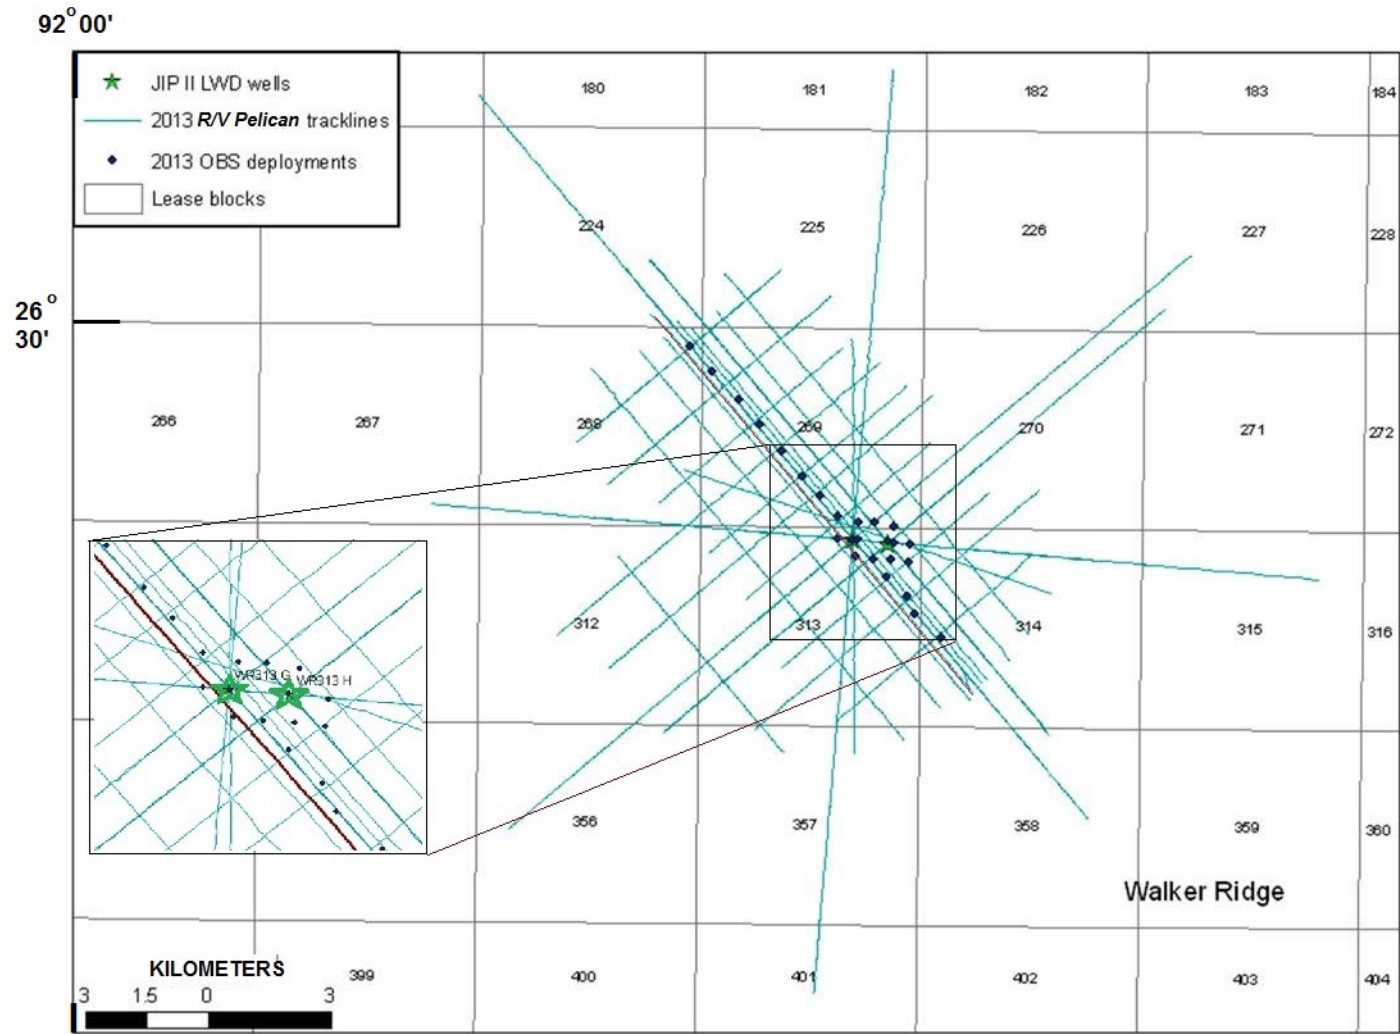 92°00'
JIP II LWD wells
2013 R/V Pelican tracklines
2013 OBS deployments
Lease blocks
180 181 182 183 184
224 225 226 227 228
26°
30'
266 267 268 269 270 271 272
WR313 G
WR313 H
312 313 314 315 316
356 357 358 359 360
Walker Ridge
KILOMETERS
399 400 401 402 403 404
3 1.5 0 3